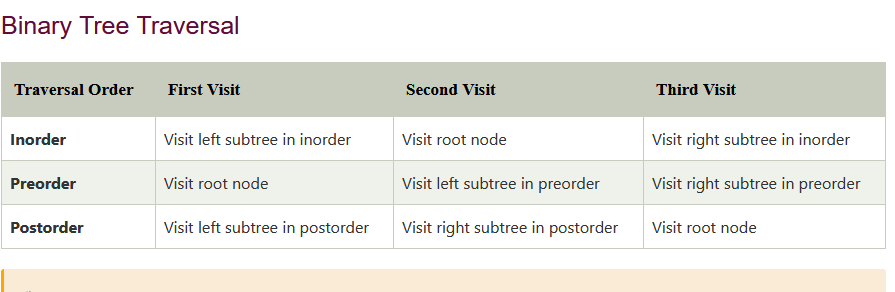 Binary Tree Traversal
Traversal Order First Visit Second Visit Third Visit
Inorder Visit left subtree in inorder Visit root node Visit right subtree in inorder
Preorder Visit root node Visit left subtree in preorder Visit right subtree in preorder
Postorder Visit left subtree in postorder Visit right subtree in postorder Visit root node